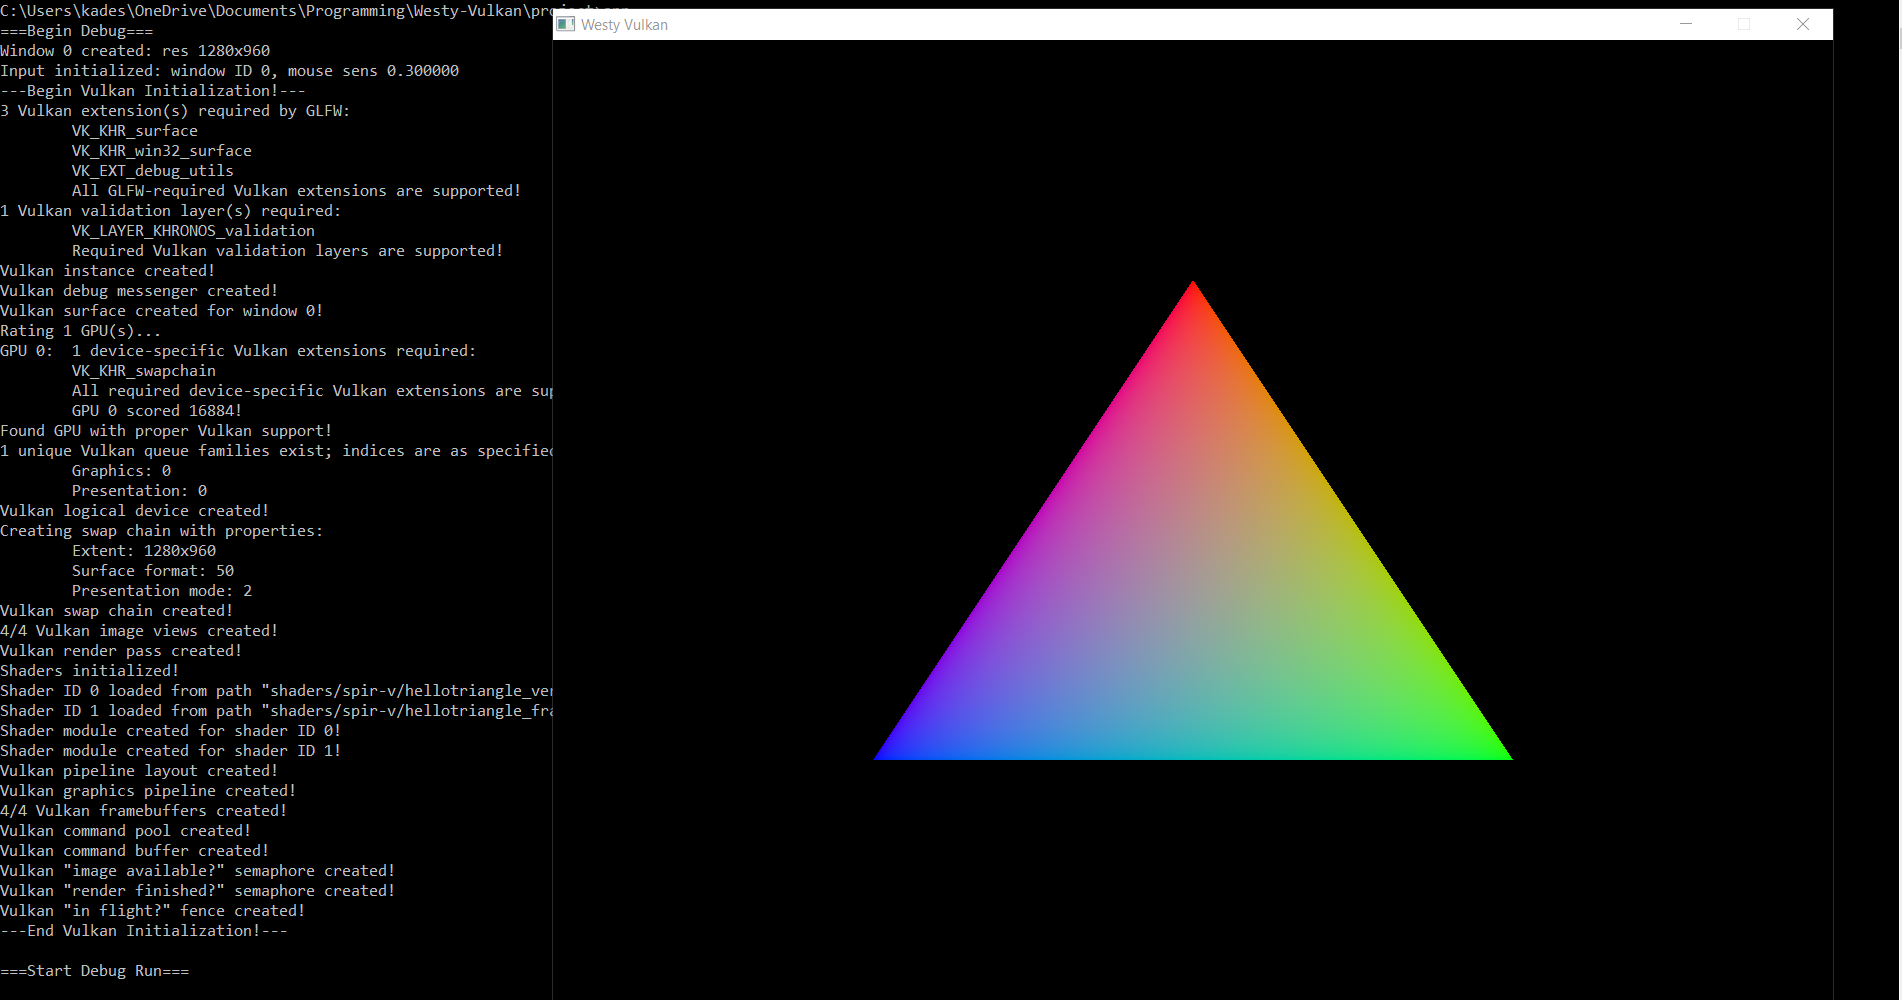 C:\Users\kades\OneDrive\Documents\Programming\Westy-Vulkan\project>app
===Begin Debug===
Window 0 created: res 1280x960
Input initialized: window ID 0, mouse sens 0.300000
---Begin Vulkan Initialization!---
3 Vulkan extension(s) required by GLFW:
VK_KHR_surface
VK_KHR_win32_surface
VK_EXT_debug_utils
All GLFW-required Vulkan extensions are supported!
1 Vulkan validation layer(s) required:
VK_LAYER_KHRONOS_validation
Required Vulkan validation layers are supported!
Vulkan instance created!
Vulkan debug messenger created!
Vulkan surface created for window 0!
Rating 1 GPU(s)...
GPU 0:  1 device-specific Vulkan extensions required:
VK_KHR_swapchain
All required device-specific Vulkan extensions are sup
GPU 0 scored 16884!
Found GPU with proper Vulkan support!
1 unique Vulkan queue families exist; indices are as specified
Graphics: 0
Presentation: 0
Vulkan logical device created!
Creating swap chain with properties:
Extent: 1280x960
Surface format: 50
Presentation mode: 2
Vulkan swap chain created!
4/4 Vulkan image views created!
Vulkan render pass created!
Shaders initialized!
Shader ID 0 loaded from path "shaders/spir-v/hellotriangle_ver
Shader ID 1 loaded from path "shaders/spir-v/hellotriangle_fra
Shader module created for shader ID 0!
Shader module created for shader ID 1!
Vulkan pipeline layout created!
Vulkan graphics pipeline created!
4/4 Vulkan framebuffers created!
Vulkan command pool created!
Vulkan command buffer created!
Vulkan "image available?" semaphore created!
Vulkan "render finished?" semaphore created!
Vulkan "in flight?" fence created!
---End Vulkan Initialization!---
===Start Debug Run===
Westy Vulkan